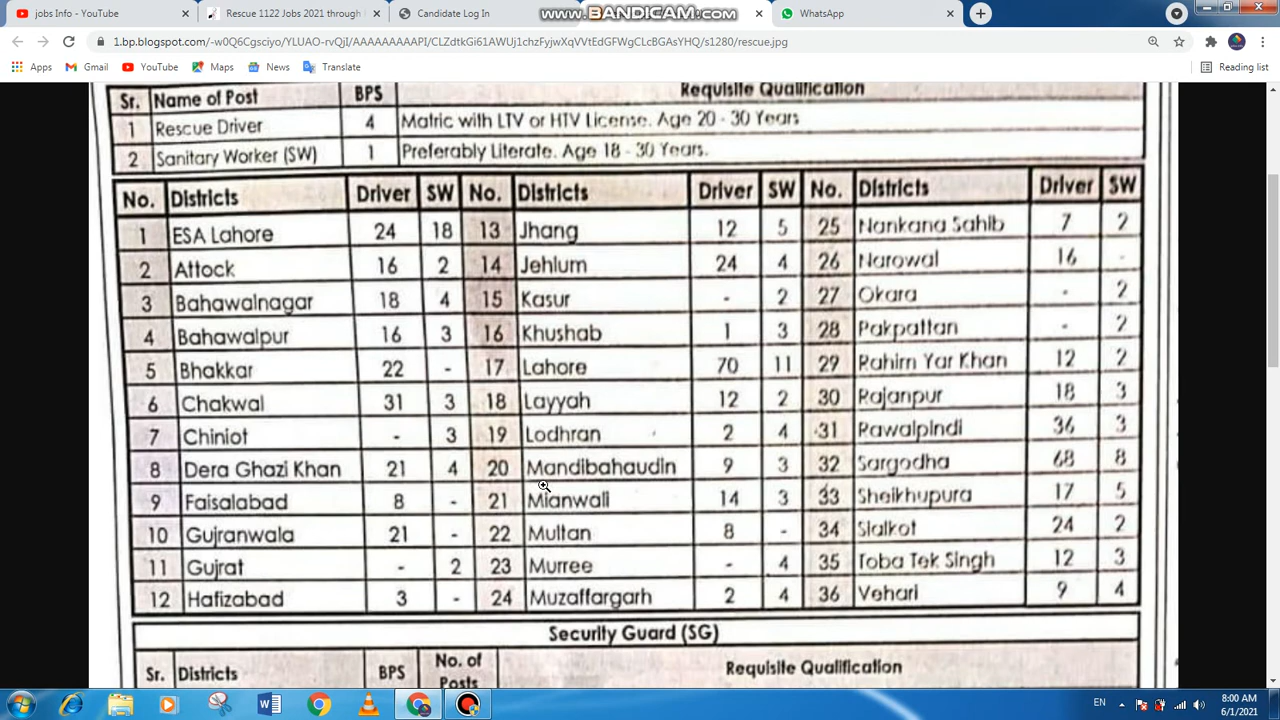 jobs Info - YouTube
Rescue 1122 Jobs 2021 through
Candidate Log In
www.BANDICAM.com
WhatsApp
1.bp.blogspot.com/-w0Q6Cgsciyo/YLUAO-rvQjI/AAAAAAAAAPI/CLZdtkGi61AWUj1chzFyjwXqVVtEdGFWgCLcBGAsYHQ/s1280/rescue.jpg
Apps Gmail YouTube Maps News Translate Reading list
Sr. Name of Post BPS Requisite Qualification
1 Rescue Driver 4 Matric with LTV or HTV License. Age 20 - 30 Years
2 Sanitary Worker (SW) 1 Preferably Literate. Age 18 - 30 Years.
No. Districts Driver SW No. Districts Driver SW No. Districts Driver SW
1 ESA Lahore 24 18 13 Jhang 12 5 25 Nankana Sahib 7 2
2 Attock 16 2 14 Jehlum 24 4 26 Narowal 16 -
3 Bahawalnagar 18 4 15 Kasur - 2 27 Okara - 2
4 Bahawalpur 16 3 16 Khushab 1 3 28 Pakpattan - 2
5 Bhakkar 22 - 17 Lahore 70 11 29 Rahim Yar Khan 12 2
6 Chakwal 31 3 18 Layyah 12 2 30 Rajanpur 18 3
7 Chiniot - 3 19 Lodhran 2 4 31 Rawalpindi 36 3
8 Dera Ghazi Khan 21 4 20 Mandibahaudin 9 3 32 Sargodha 68 8
9 Faisalabad 8 - 21 Mianwali 14 3 33 Sheikhupura 17 5
10 Gujranwala 21 - 22 Multan 8 - 34 Sialkot 24 2
11 Gujrat - 2 23 Murree - 4 35 Toba Tek Singh 12 3
12 Hafizabad 3 - 24 Muzaffargarh 2 4 36 Vehari 9 4
Security Guard (SG)
Sr. Districts BPS No. of Posts Requisite Qualification
EN 8:00 AM
6/1/2021